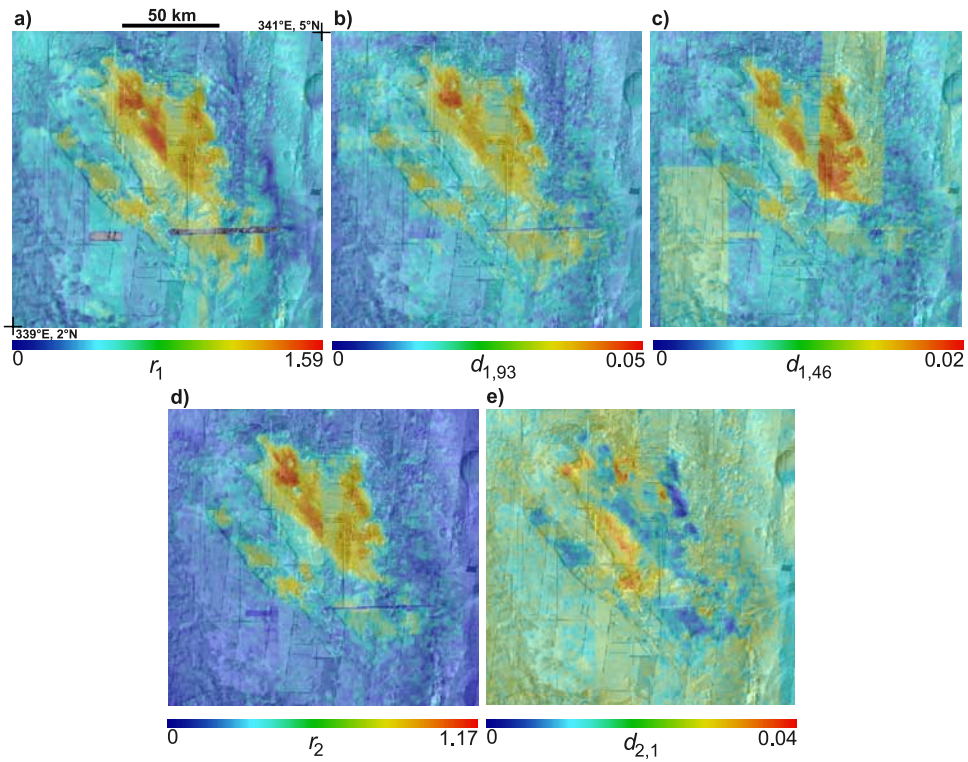 a) 50 km 341°E, 5°N b) c)
339°E, 2°N
0 r1 1.59 0 d1,93 0.05 0 d1,46 0.02
d) e)
0 r2 1.17 0 d2,1 0.04